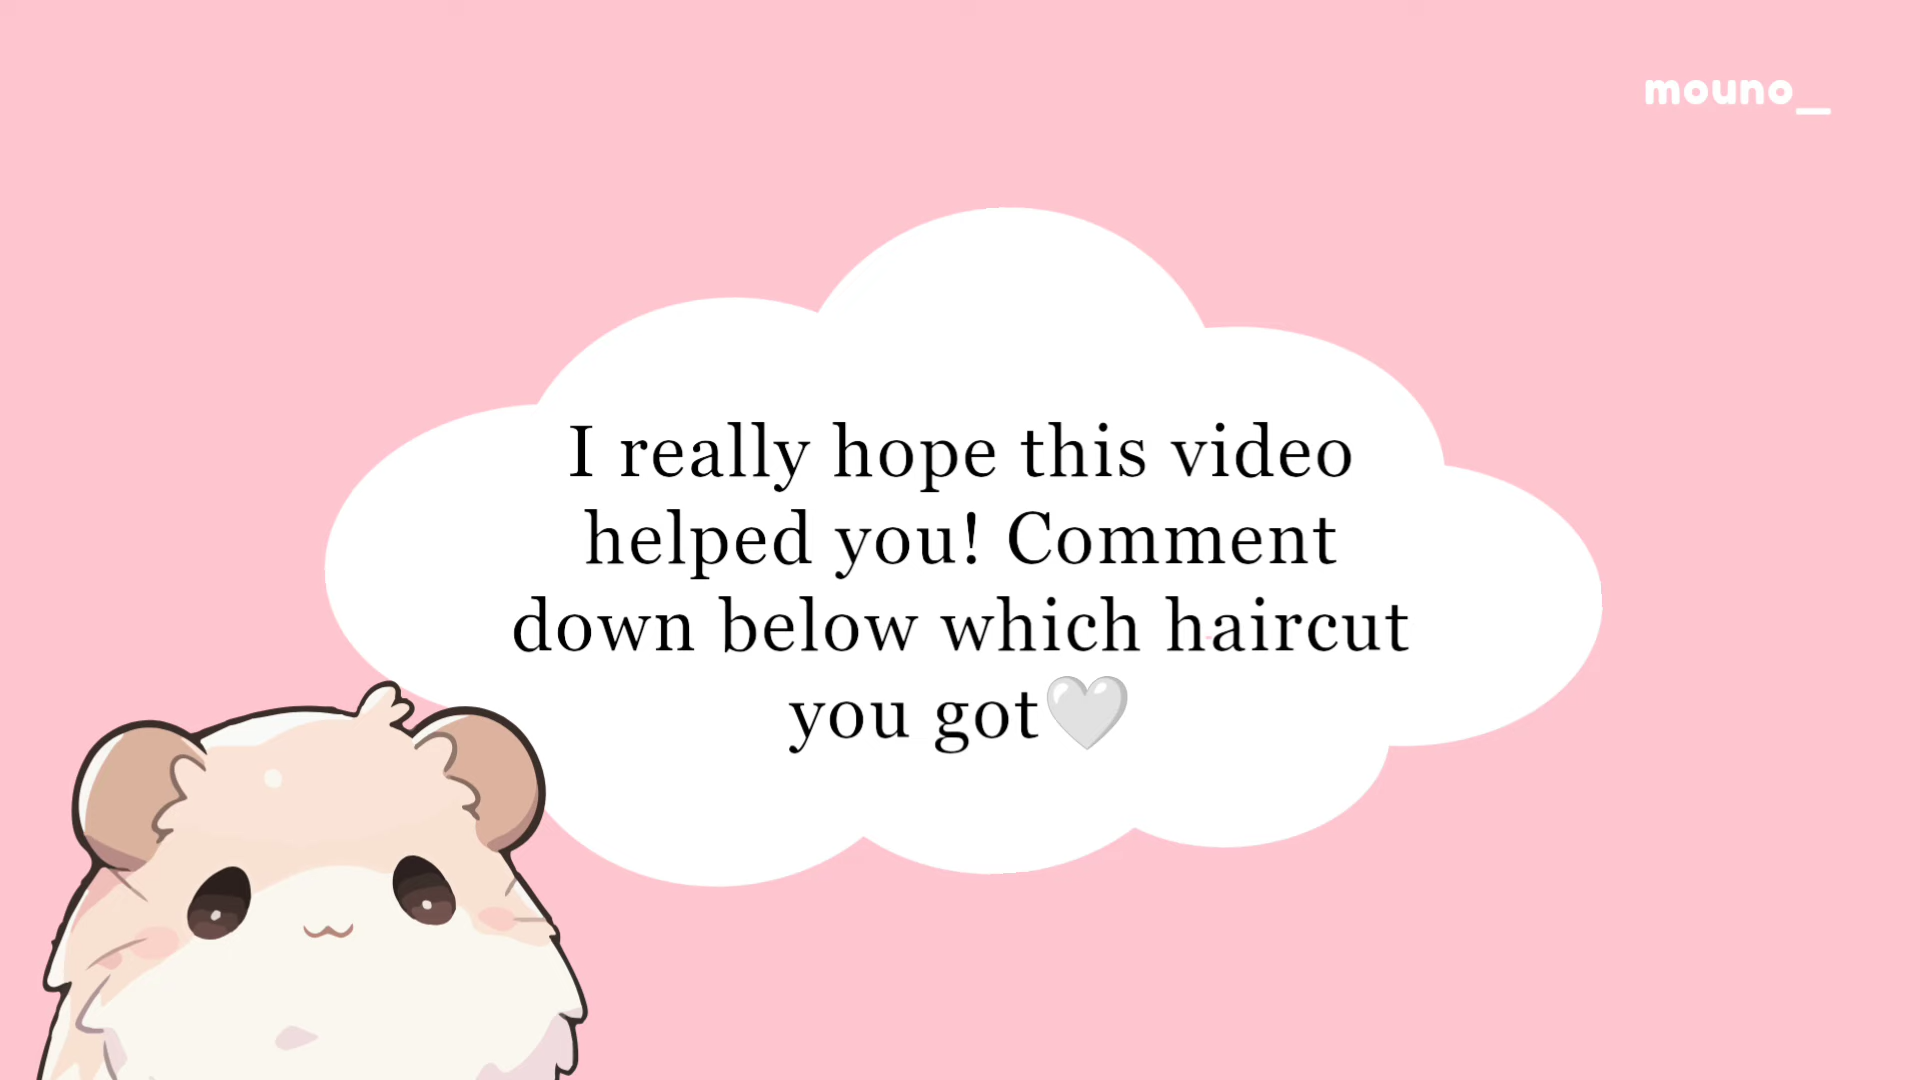 mouno_
I really hope this video
helped you! Comment
down below which haircut
you got🤍